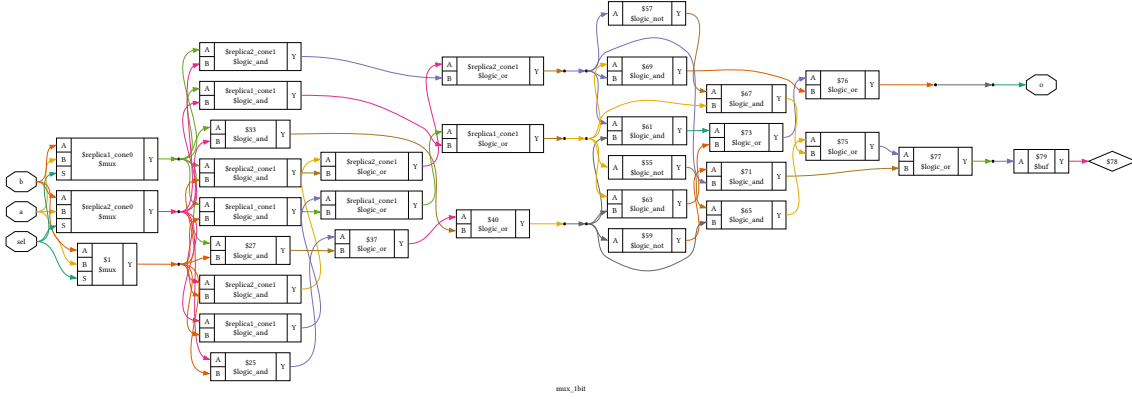 b
a
sel
A
B
S
$replica1_cone0
$mux
Y
A
B
S
$replica2_cone0
$mux
Y
A
B
S
$1
$mux
Y
A
B
$replica2_cone1
$logic_and
Y
A
B
$replica1_cone1
$logic_and
Y
A
B
$33
$logic_and
Y
A
B
$replica2_cone1
$logic_and
Y
A
B
$replica1_cone1
$logic_and
Y
A
B
$27
$logic_and
Y
A
B
$replica2_cone1
$logic_and
Y
A
B
$replica1_cone1
$logic_and
Y
A
B
$25
$logic_and
Y
A
B
$replica2_cone1
$logic_or
Y
A
B
$replica1_cone1
$logic_or
Y
A
B
$37
$logic_or
Y
A
B
$replica2_cone1
$logic_or
Y
A
B
$replica1_cone1
$logic_or
Y
A
B
$40
$logic_or
Y
A
$57
$logic_not
Y
A
B
$69
$logic_and
Y
A
B
$61
$logic_and
Y
A
$55
$logic_not
Y
A
B
$63
$logic_and
Y
A
$59
$logic_not
Y
A
B
$67
$logic_and
Y
A
B
$73
$logic_or
Y
A
B
$71
$logic_and
Y
A
B
$65
$logic_and
Y
A
B
$76
$logic_or
Y
A
B
$75
$logic_or
Y
A
B
$77
$logic_or
Y
A
$79
$buf
Y
o
$78
mux_1bit